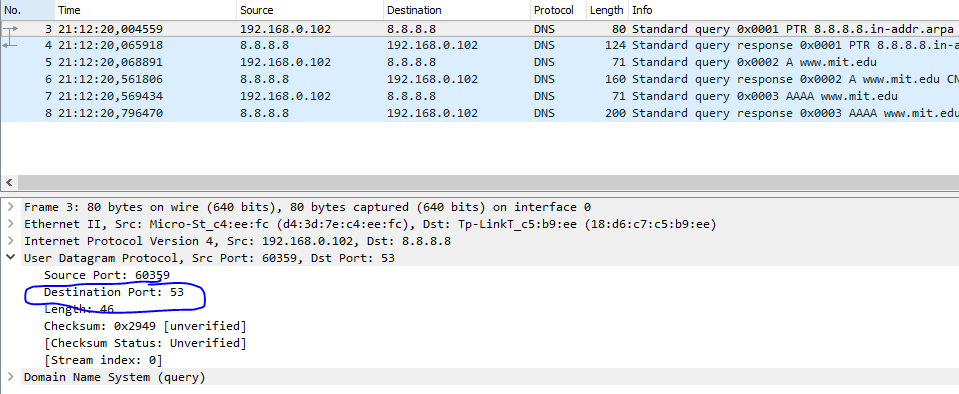 No. Time Source Destination Protocol Length Info
3 21:12:20,004559 192.168.0.102 8.8.8.8 DNS 80 Standard query 0x0001 PTR 8.8.8.8.in-addr.arpa
4 21:12:20,065918 8.8.8.8 192.168.0.102 DNS 124 Standard query response 0x0001 PTR 8.8.8.8.in-a
5 21:12:20,068891 192.168.0.102 8.8.8.8 DNS 71 Standard query 0x0002 A www.mit.edu
6 21:12:20,561806 8.8.8.8 192.168.0.102 DNS 160 Standard query response 0x0002 A www.mit.edu CN
7 21:12:20,569434 192.168.0.102 8.8.8.8 DNS 71 Standard query 0x0003 AAAA www.mit.edu
8 21:12:20,796470 8.8.8.8 192.168.0.102 DNS 200 Standard query response 0x0003 AAAA www.mit.edu
Frame 3: 80 bytes on wire (640 bits), 80 bytes captured (640 bits) on interface 0
Ethernet II, Src: Micro-St_c4:ee:fc (d4:3d:7e:c4:ee:fc), Dst: Tp-LinkT_c5:b9:ee (18:d6:c7:c5:b9:ee)
Internet Protocol Version 4, Src: 192.168.0.102, Dst: 8.8.8.8
User Datagram Protocol, Src Port: 60359, Dst Port: 53
Source Port: 60359
Destination Port: 53
Length: 46
Checksum: 0x2949 [unverified]
[Checksum Status: Unverified]
[Stream index: 0]
Domain Name System (query)